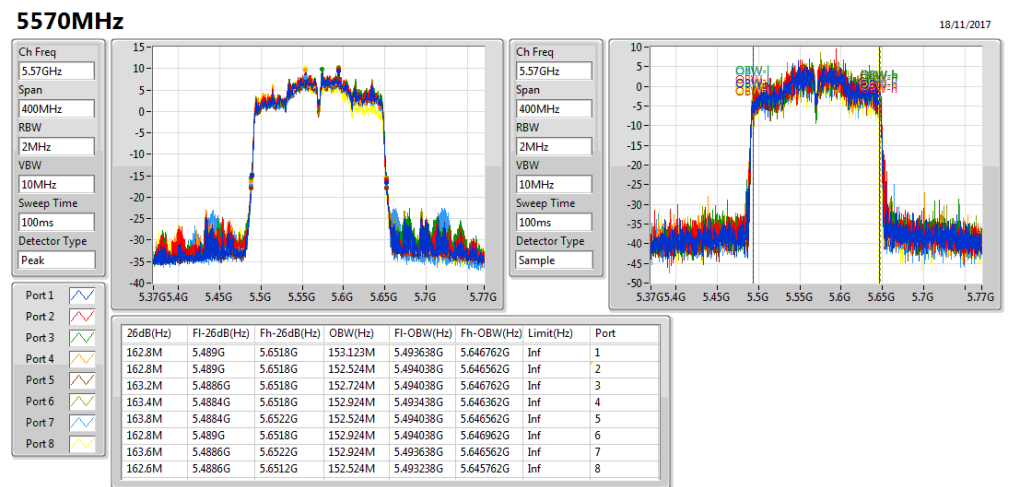 5570MHz
18/11/2017
Ch Freq
5.57GHz
Span
400MHz
RBW
2MHz
VBW
10MHz
Sweep Time
100ms
Detector Type
Peak
15
10
5
0
-5
-10
-15
-20
-25
-30
-35
-40
5.37G 5.4G 5.45G 5.5G 5.55G 5.6G 5.65G 5.7G 5.77G
Ch Freq
5.57GHz
Span
400MHz
RBW
2MHz
VBW
10MHz
Sweep Time
100ms
Detector Type
Sample
10
5
0
-5
-10
-15
-20
-25
-30
-35
-40
-45
-50
5.37G 5.4G 5.45G 5.5G 5.55G 5.6G 5.65G 5.7G 5.77G
Port 1
Port 2
Port 3
Port 4
Port 5
Port 6
Port 7
Port 8
26dB(Hz) Fl-26dB(Hz) Fh-26dB(Hz) OBW(Hz) Fl-OBW(Hz) Fh-OBW(Hz) Limit(Hz) Port
162.8M 5.489G 5.6518G 153.123M 5.493638G 5.646762G Inf 1
162.8M 5.489G 5.6518G 152.524M 5.494038G 5.646562G Inf 2
163.2M 5.4886G 5.6518G 152.724M 5.494038G 5.646762G Inf 3
163.4M 5.4884G 5.6518G 152.924M 5.493438G 5.646362G Inf 4
163.8M 5.4884G 5.6522G 152.524M 5.494038G 5.646562G Inf 5
162.8M 5.489G 5.6518G 152.924M 5.494038G 5.646962G Inf 6
163.6M 5.4886G 5.6522G 152.924M 5.493638G 5.646562G Inf 7
162.6M 5.4886G 5.6512G 152.524M 5.493238G 5.645762G Inf 8